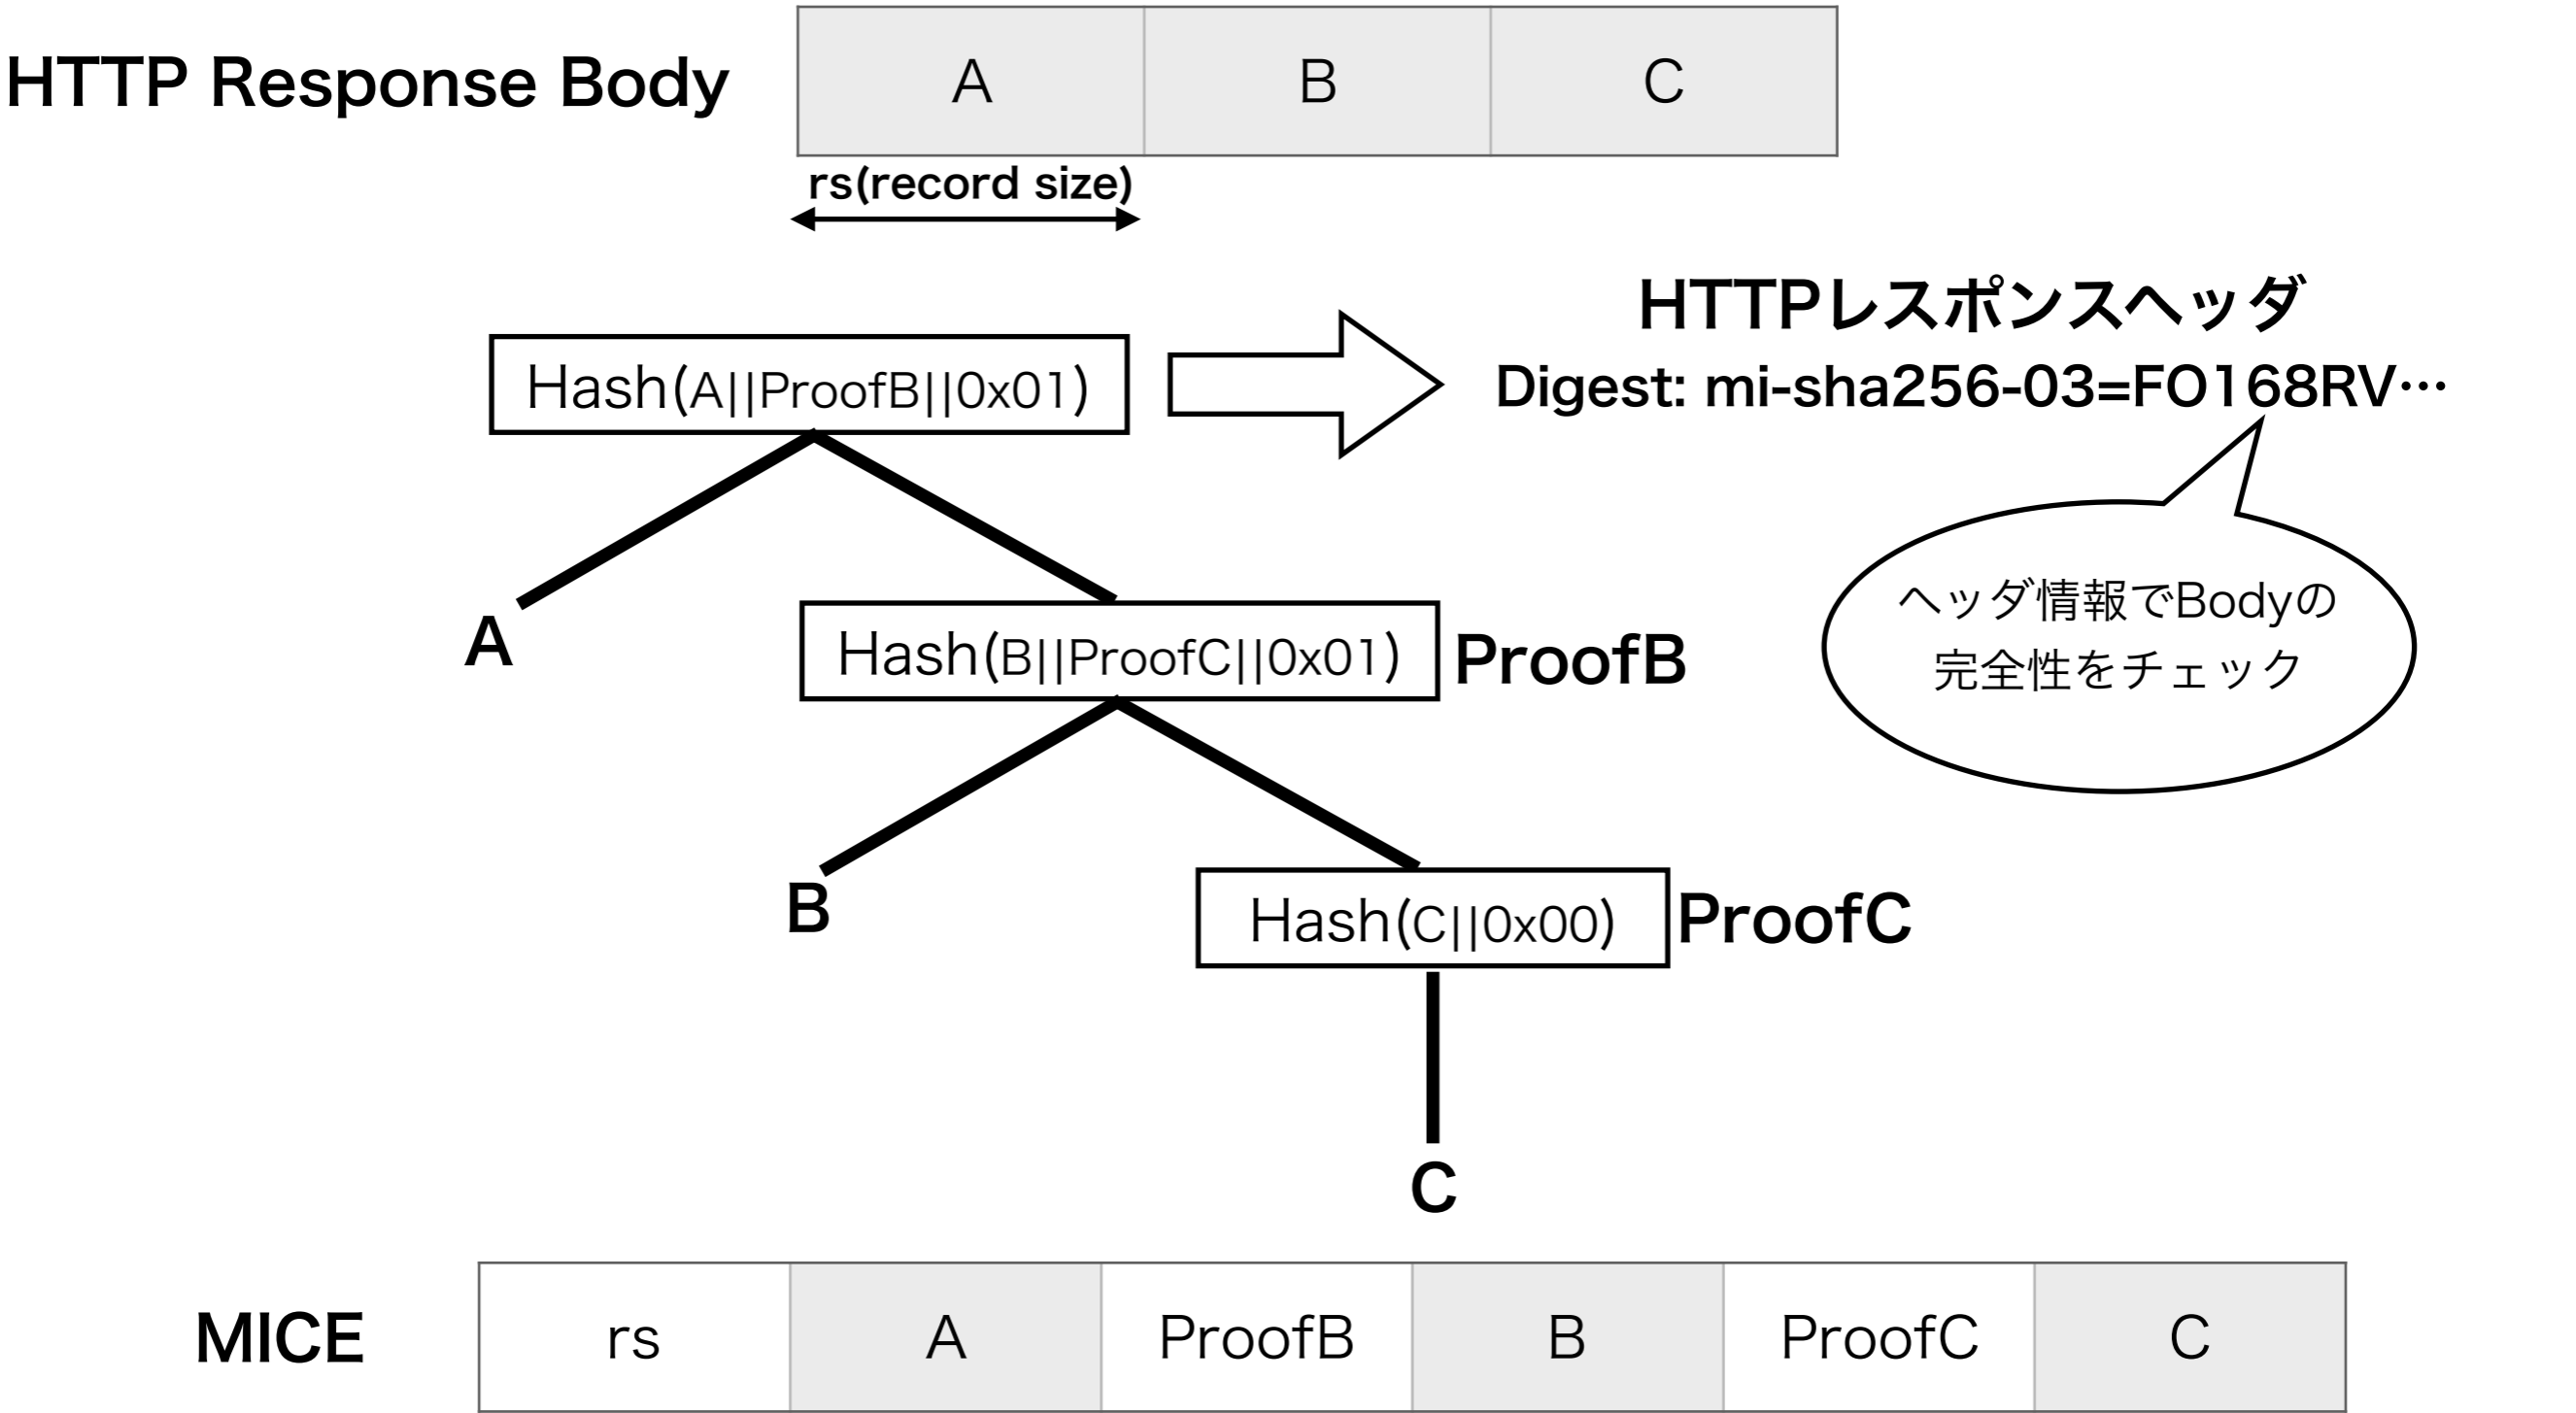 HTTP Response Body
A
B
C
rs(record size)
HTTPレスポンスヘッダ
Hash(A||ProofB||0x01)
Digest: mi-sha256-03=FO168RV…
ヘッダ情報でBodyの
完全性をチェック
A
Hash(B||ProofC||0x01)
ProofB
B
Hash(C||0x00)
ProofC
C
MICE
rs
A
ProofB
B
ProofC
C